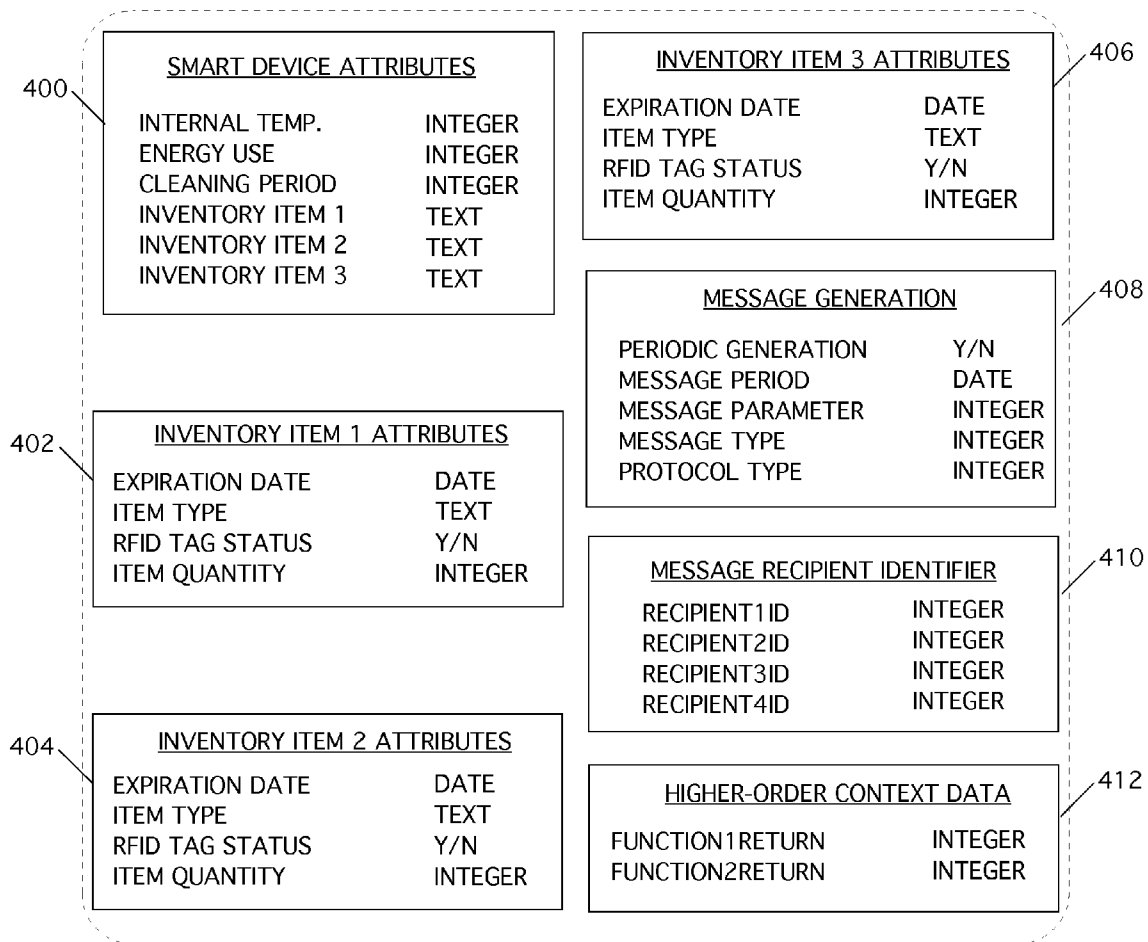 400
SMART DEVICE ATTRIBUTES
INTERNAL TEMP. INTEGER
ENERGY USE INTEGER
CLEANING PERIOD INTEGER
INVENTORY ITEM 1 TEXT
INVENTORY ITEM 2 TEXT
INVENTORY ITEM 3 TEXT
402
INVENTORY ITEM 1 ATTRIBUTES
EXPIRATION DATE DATE
ITEM TYPE TEXT
RFID TAG STATUS Y/N
ITEM QUANTITY INTEGER
404
INVENTORY ITEM 2 ATTRIBUTES
EXPIRATION DATE DATE
ITEM TYPE TEXT
RFID TAG STATUS Y/N
ITEM QUANTITY INTEGER
406
INVENTORY ITEM 3 ATTRIBUTES
EXPIRATION DATE DATE
ITEM TYPE TEXT
RFID TAG STATUS Y/N
ITEM QUANTITY INTEGER
408
MESSAGE GENERATION
PERIODIC GENERATION Y/N
MESSAGE PERIOD DATE
MESSAGE PARAMETER INTEGER
MESSAGE TYPE INTEGER
PROTOCOL TYPE INTEGER
410
MESSAGE RECIPIENT IDENTIFIER
RECIPIENT1ID INTEGER
RECIPIENT2ID INTEGER
RECIPIENT3ID INTEGER
RECIPIENT4ID INTEGER
412
HIGHER-ORDER CONTEXT DATA
FUNCTION1RETURN INTEGER
FUNCTION2RETURN INTEGER